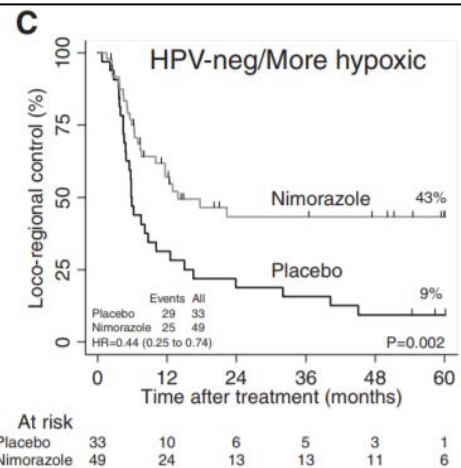 C
HPV-neg/More hypoxic
Loco-regional control (%)
100
75
50
25
0
Nimorazole
43%
Placebo
9%
Events All
Placebo 29 33
Nimorazole 25 49
HR=0.44 (0.25 to 0.74)
P=0.002
0 12 24 36 48 60
Time after treatment (months)
At risk
Placebo 33 10 6 5 3 1
Nimorazole 49 24 13 13 11 6